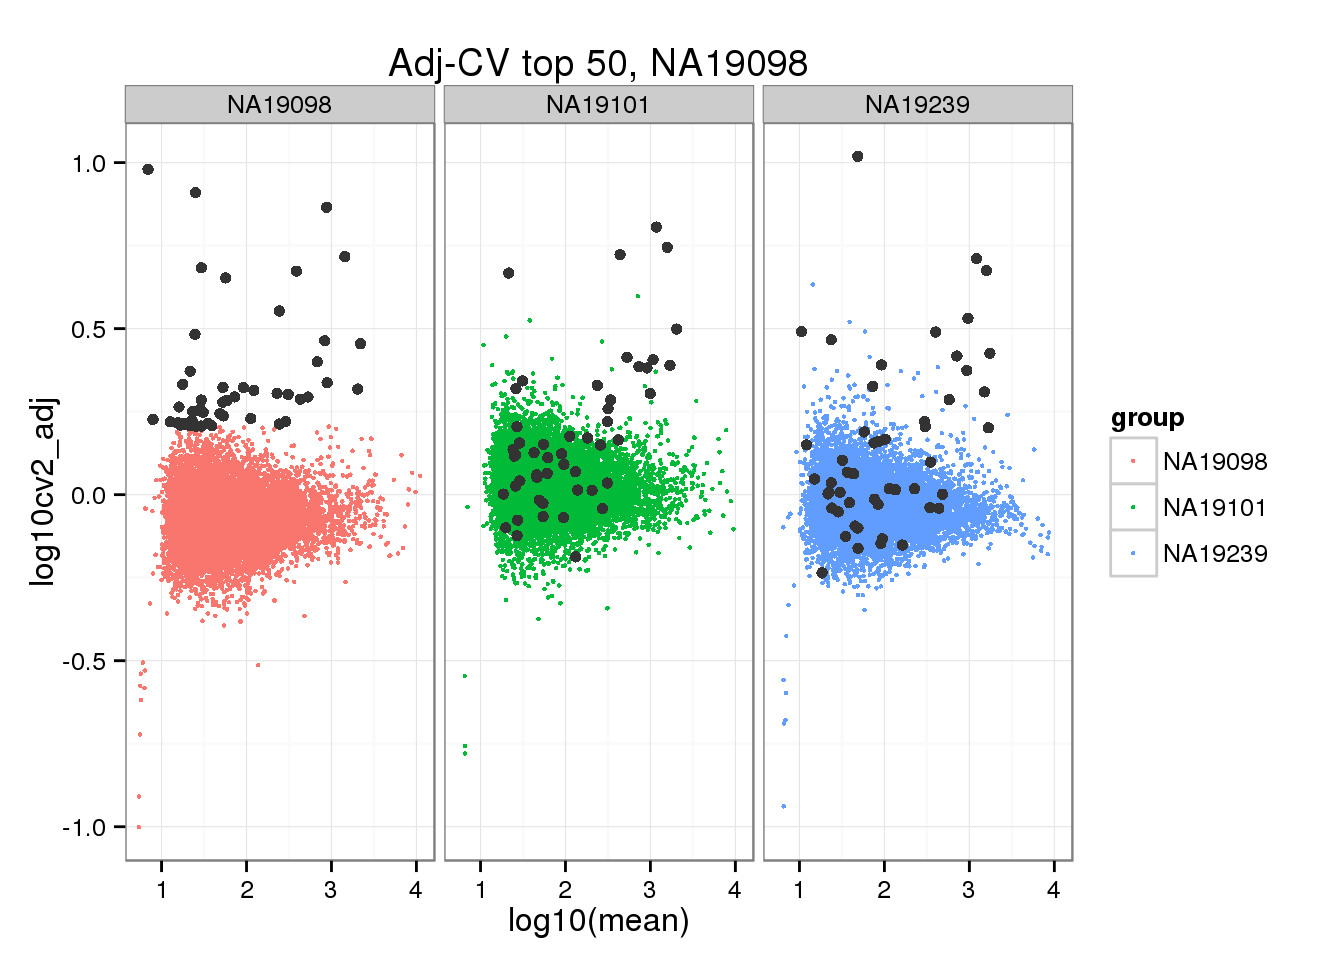 Adj-CV top 50, NA19098
NA19098 NA19101 NA19239
1.0
0.5
0.0
-0.5
-1.0
log10cv2_adj
1 2 3 4 1 2 3 4 1 2 3 4
log10(mean)
group
NA19098
NA19101
NA19239